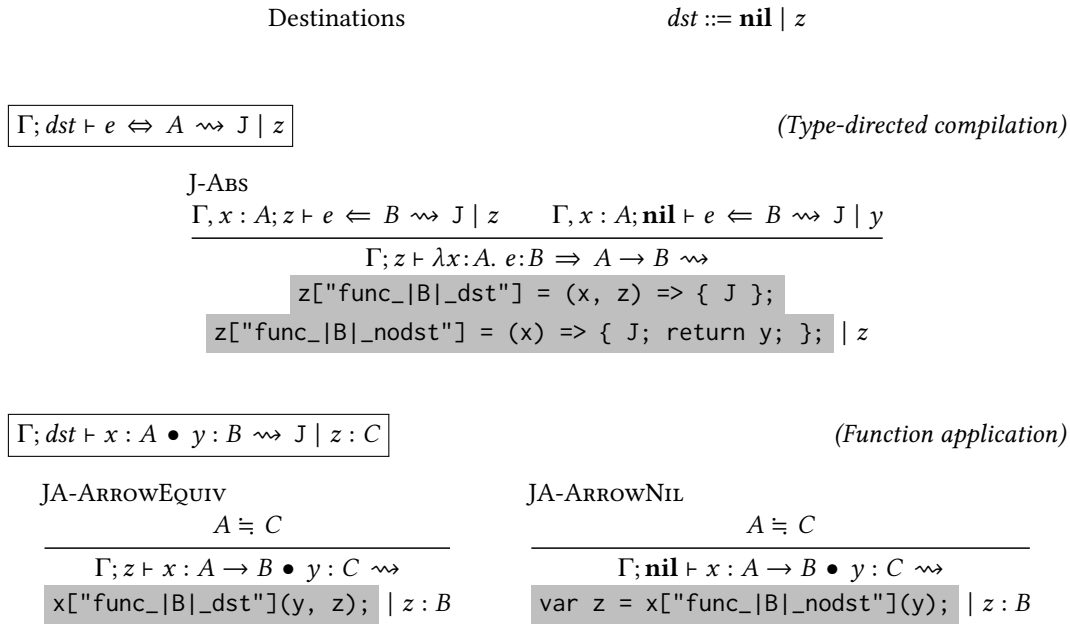 Destinations dst ::= nil | z
Γ; dst ⊢ e ⇔ A ⇝ J | z (Type-directed compilation)
J-Abs
Γ, x : A; z ⊢ e ⇐ B ⇝ J | z Γ, x : A; nil ⊢ e ⇐ B ⇝ J | y
Γ; z ⊢ λx:A. e:B ⇒ A → B ⇝
z["func_|B|_dst"] = (x, z) => { J };
z["func_|B|_nodst"] = (x) => { J; return y; }; | z
Γ; dst ⊢ x : A • y : B ⇝ J | z : C (Function application)
JA-ArrowEquiv JA-ArrowNil
A ≒ C A ≒ C
Γ; z ⊢ x : A → B • y : C ⇝ Γ; nil ⊢ x : A → B • y : C ⇝
x["func_|B|_dst"](y, z); | z : B var z = x["func_|B|_nodst"](y); | z : B